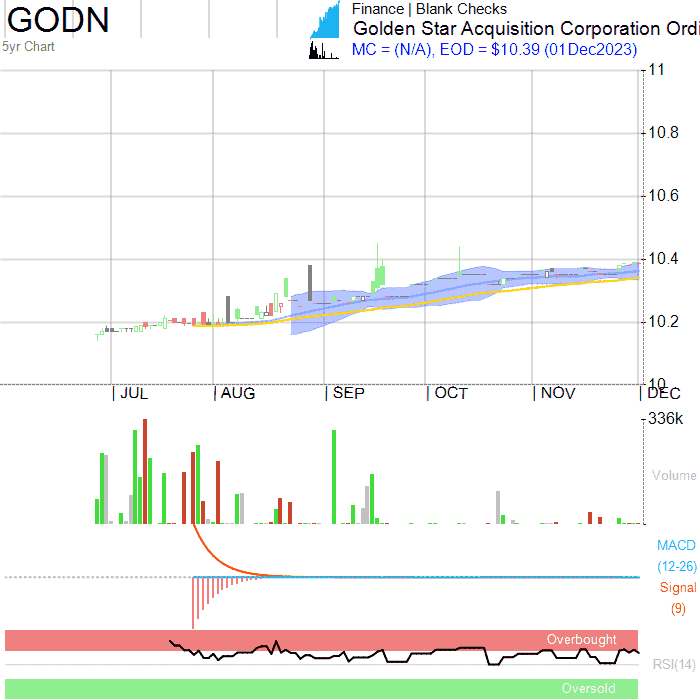 GODN
5yr Chart
Finance | Blank Checks
Golden Star Acquisition Corporation Ordi
MC = (N/A), EOD = $10.39 (01Dec2023)
11
10.8
10.6
10.4
10.2
10
| JUL | AUG | SEP | OCT | NOV | DEC
336k
Volume
MACD
(12-26)
Signal
(9)
Overbought
RSI(14)
Oversold